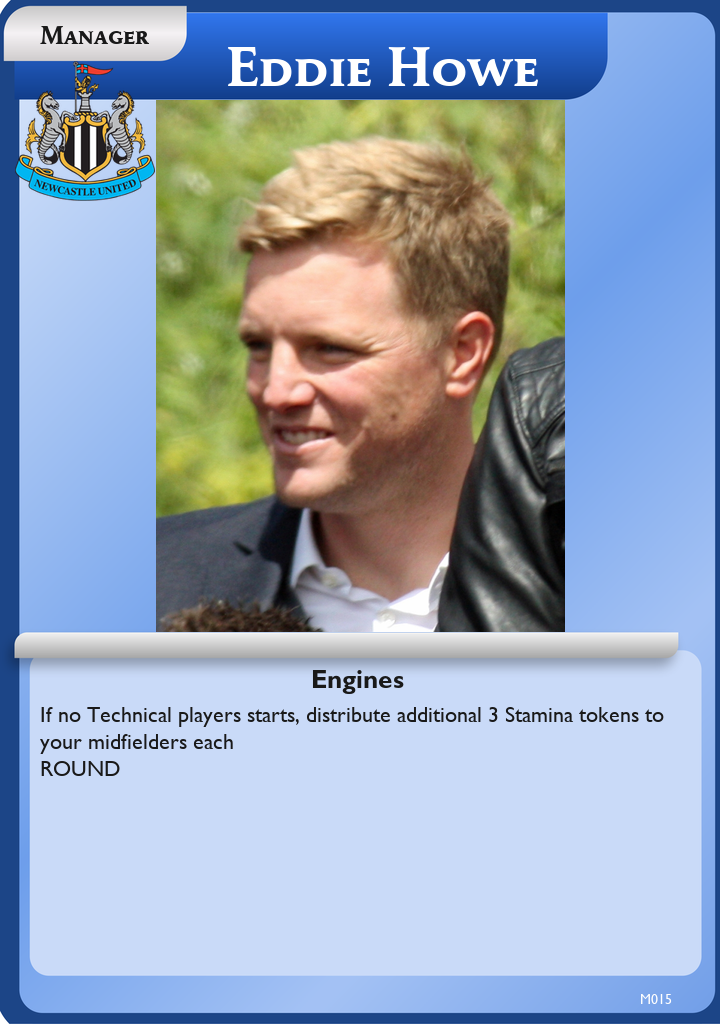 Manager
Eddie Howe
NEWCASTLE UNITED
Engines
If no Technical players starts, distribute additional 3 Stamina tokens to
your midfielders each
ROUND
M015